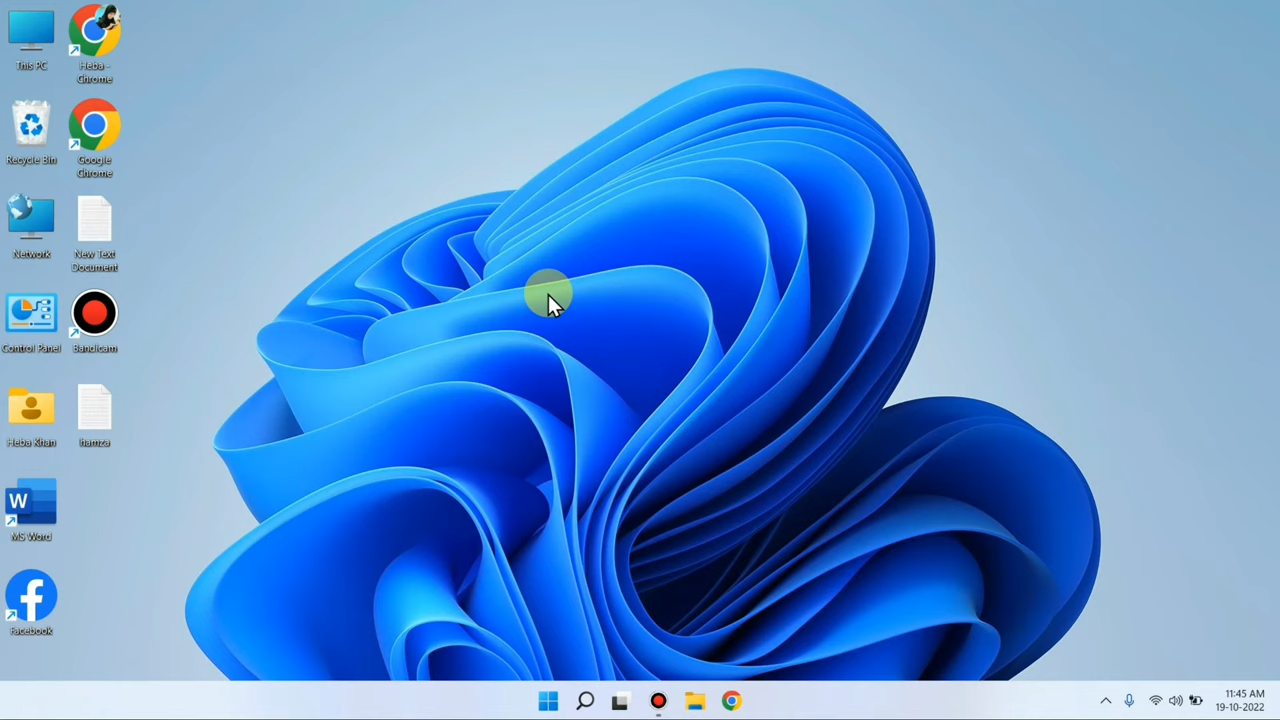 This PC
Heba -
Chrome
Recycle Bin
Google
Chrome
Network
New Text
Document
Control Panel
Bandicam
Heba Khan
hamza
W
MS Word
f
Facebook
11:45 AM
19-10-2022